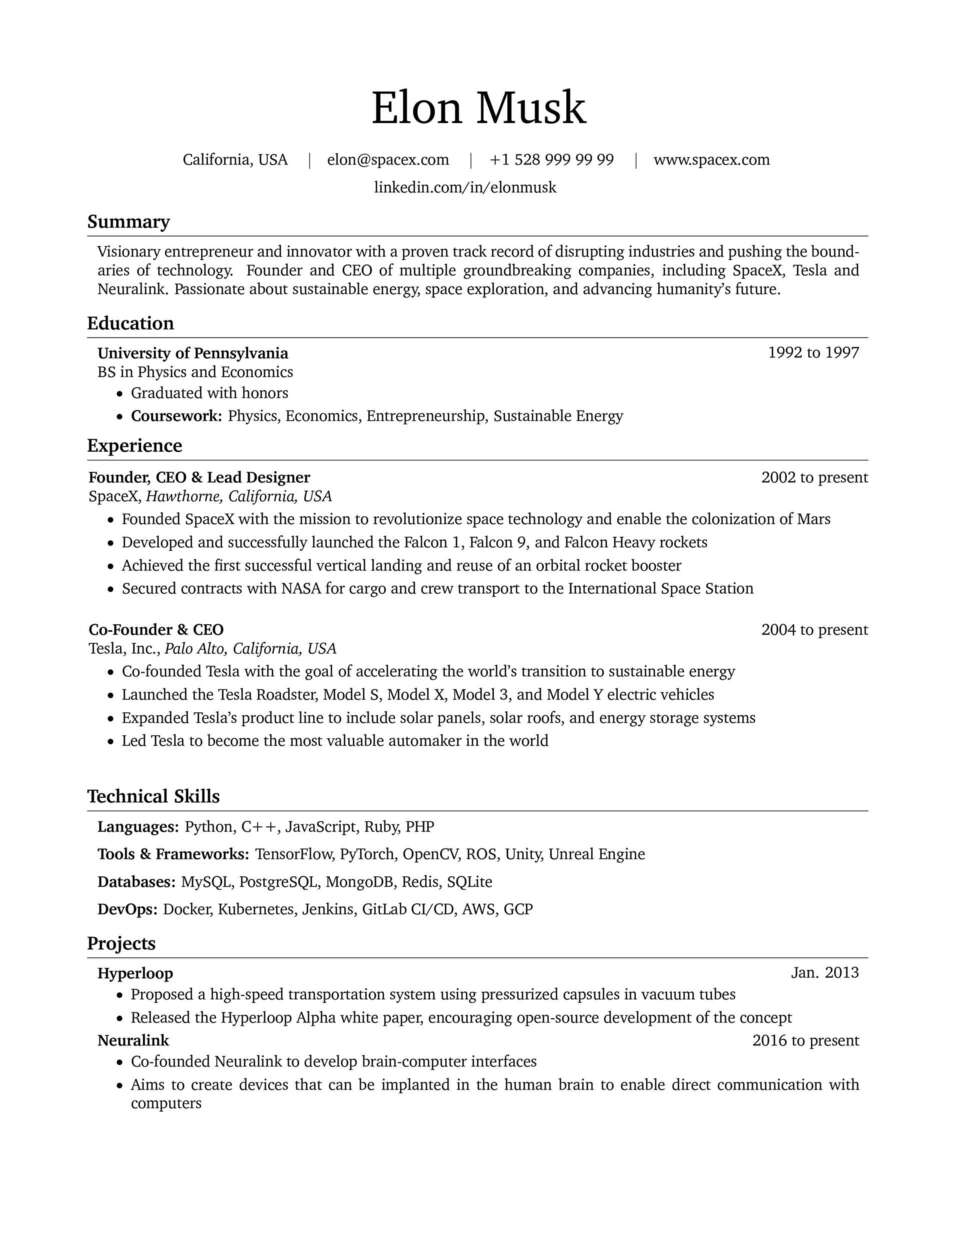 Elon Musk
California, USA | elon@spacex.com | +1 528 999 99 99 | www.spacex.com
linkedin.com/in/elonmusk
Summary
Visionary entrepreneur and innovator with a proven track record of disrupting industries and pushing the bound-
aries of technology. Founder and CEO of multiple groundbreaking companies, including SpaceX, Tesla and
Neuralink. Passionate about sustainable energy, space exploration, and advancing humanity's future.
Education
University of Pennsylvania 1992 to 1997
BS in Physics and Economics
• Graduated with honors
• Coursework: Physics, Economics, Entrepreneurship, Sustainable Energy
Experience
Founder, CEO & Lead Designer 2002 to present
SpaceX, Hawthorne, California, USA
• Founded SpaceX with the mission to revolutionize space technology and enable the colonization of Mars
• Developed and successfully launched the Falcon 1, Falcon 9, and Falcon Heavy rockets
• Achieved the first successful vertical landing and reuse of an orbital rocket booster
• Secured contracts with NASA for cargo and crew transport to the International Space Station
Co-Founder & CEO 2004 to present
Tesla, Inc., Palo Alto, California, USA
• Co-founded Tesla with the goal of accelerating the world's transition to sustainable energy
• Launched the Tesla Roadster, Model S, Model X, Model 3, and Model Y electric vehicles
• Expanded Tesla's product line to include solar panels, solar roofs, and energy storage systems
• Led Tesla to become the most valuable automaker in the world
Technical Skills
Languages: Python, C++, JavaScript, Ruby, PHP
Tools & Frameworks: TensorFlow, PyTorch, OpenCV, ROS, Unity, Unreal Engine
Databases: MySQL, PostgreSQL, MongoDB, Redis, SQLite
DevOps: Docker, Kubernetes, Jenkins, GitLab CI/CD, AWS, GCP
Projects
Hyperloop Jan. 2013
• Proposed a high-speed transportation system using pressurized capsules in vacuum tubes
• Released the Hyperloop Alpha white paper, encouraging open-source development of the concept
Neuralink 2016 to present
• Co-founded Neuralink to develop brain-computer interfaces
• Aims to create devices that can be implanted in the human brain to enable direct communication with
computers